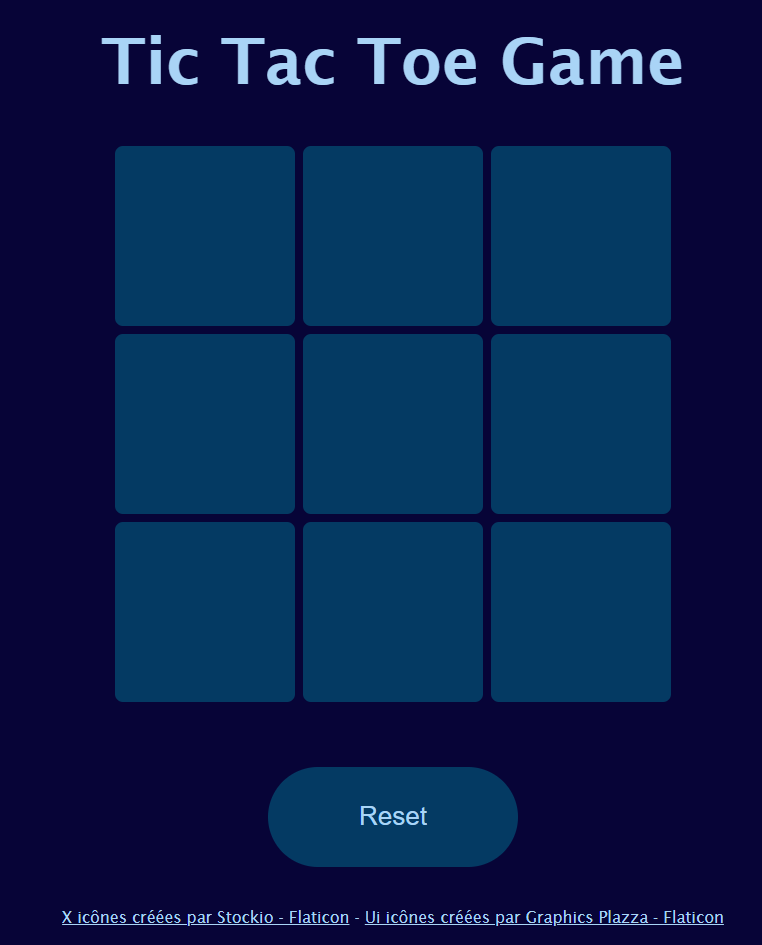 Tic Tac Toe Game
Reset
X icônes créées par Stockio - Flaticon - Ui icônes créées par Graphics Plazza - Flaticon